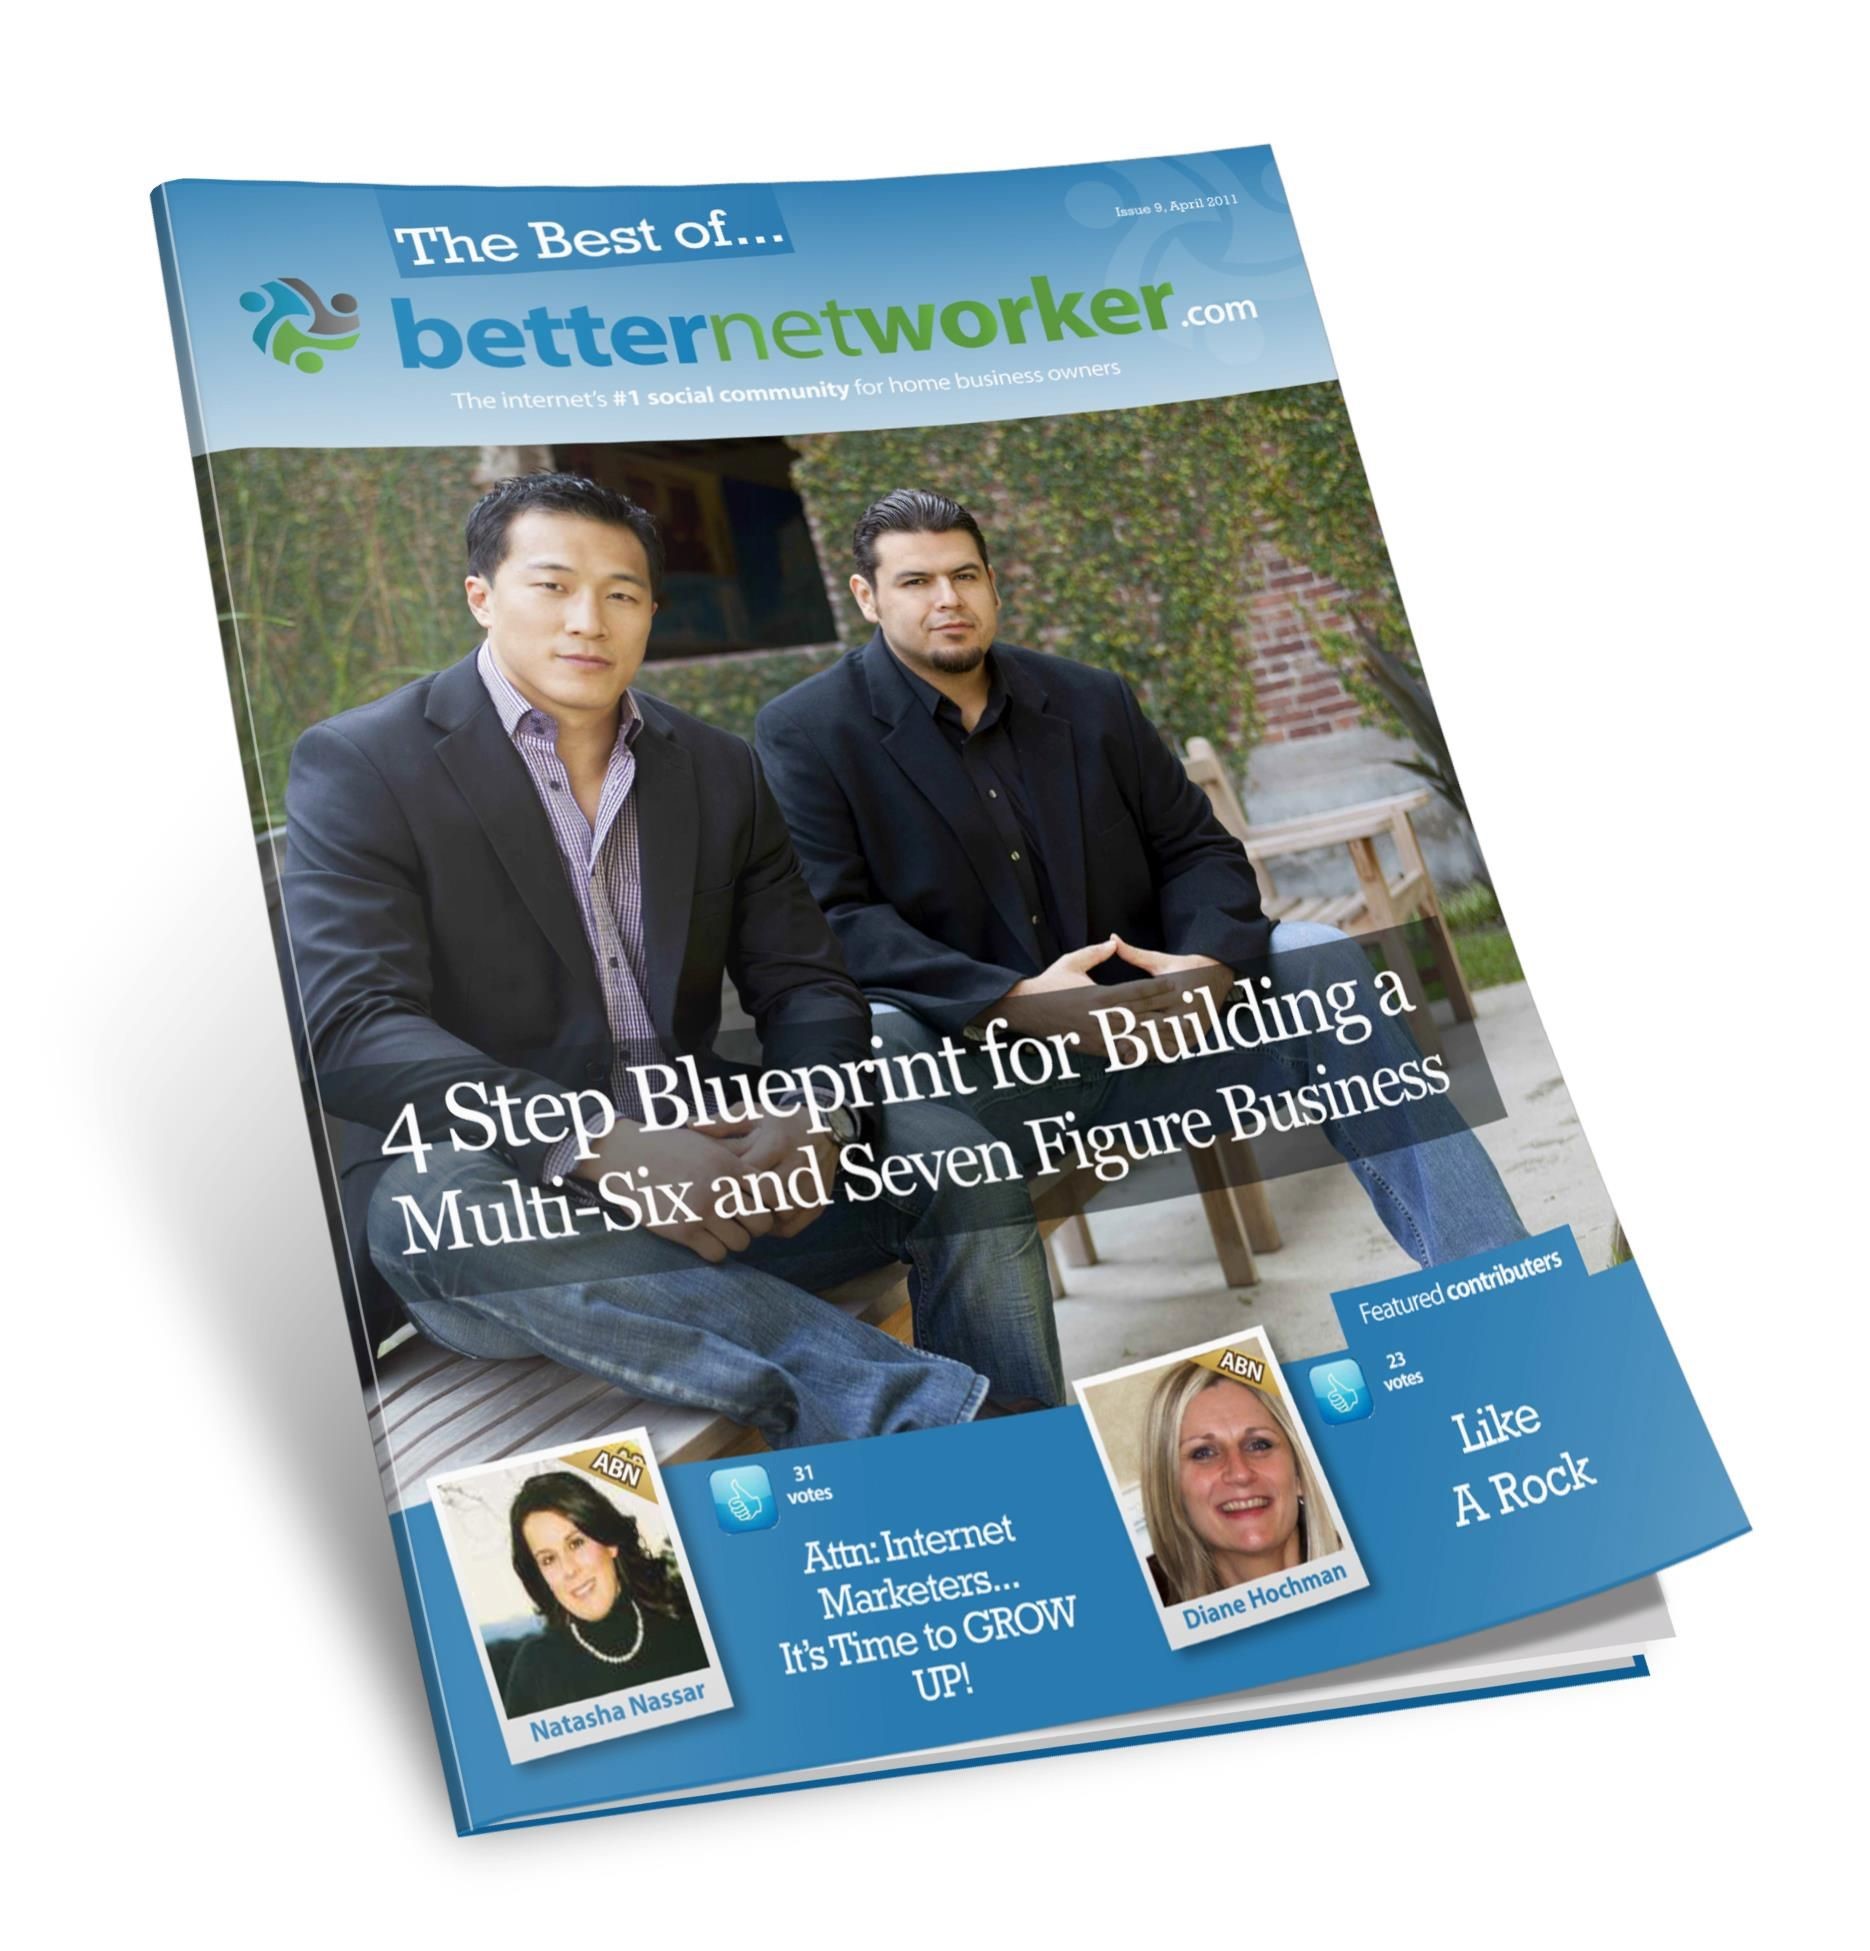 The Best of...
Issue 9, April 2011
betternetworker.com
The internet's #1 social community for home business owners
4 Step Blueprint for Building a
Multi-Six and Seven Figure Business
Featured contributers
ABN
23
votes
Like
A Rock
Diane Hochman
ABN
31
votes
Attn: Internet
Marketers...
It's Time to GROW
UP!
Natasha Nassar